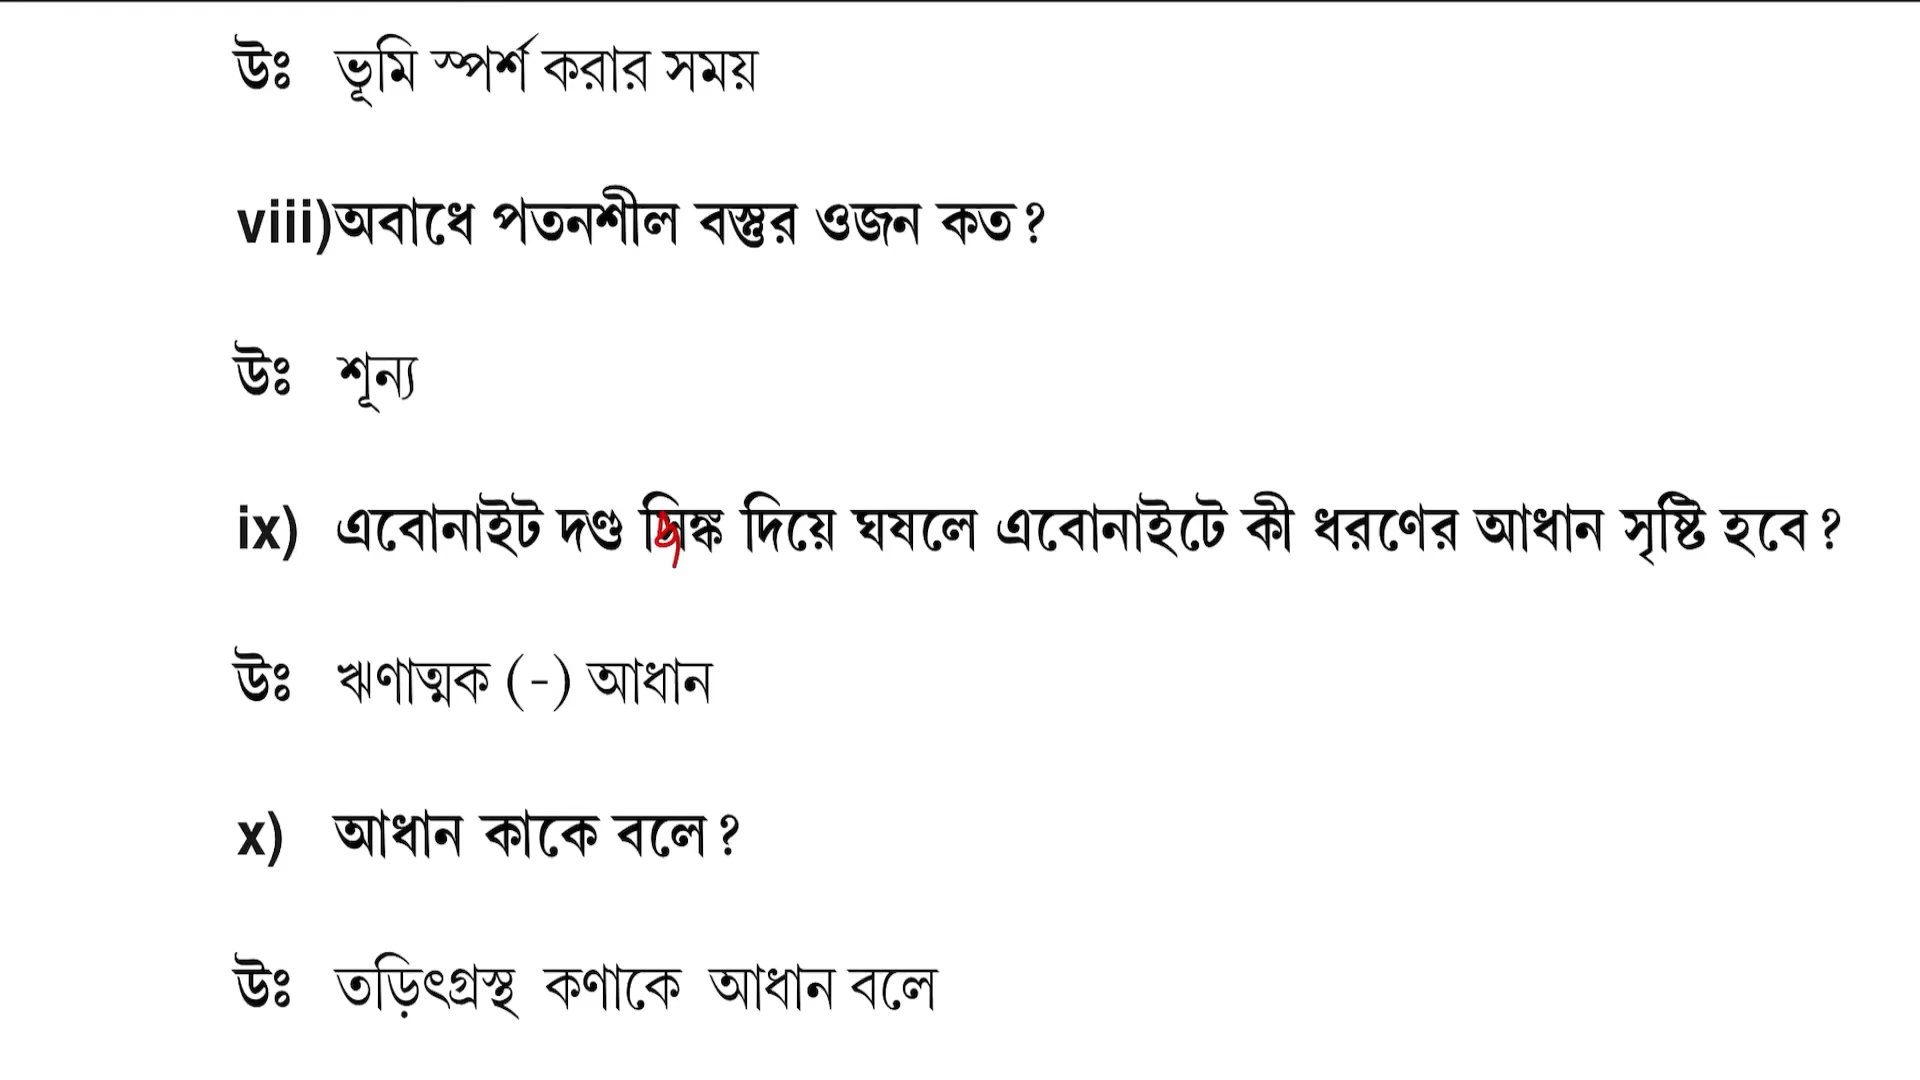 উঃ ভূমি স্পর্শ করার সময়
viii)অবাধে পতনশীল বস্তুর ওজন কত?
উঃ শূন্য
ix) এবোনাইট দণ্ড দিয়ে ঘষলে এবোনাইটে কী ধরণের আধান সৃষ্টি হবে?
উঃ ঋণাত্মক (-) আধান
x) আধান কাকে বলে?
উঃ তড়িৎগ্রস্থ কণাকে আধান বলে